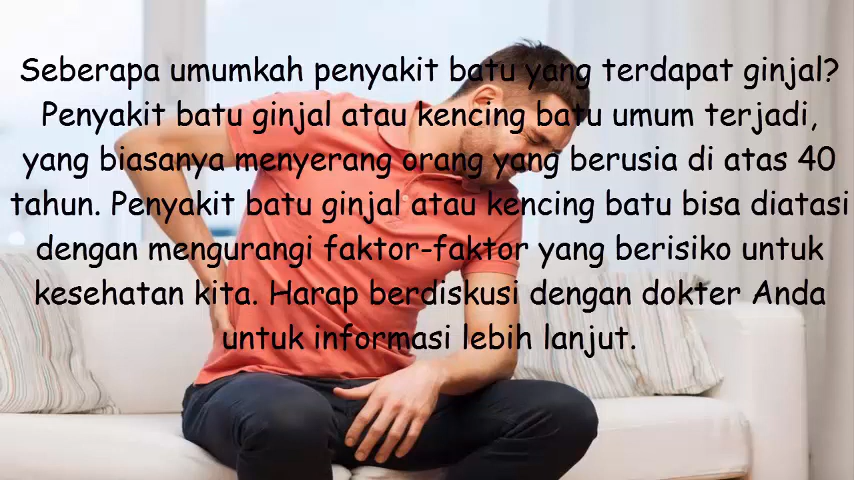 Seberapa umumkah penyakit batu yang terdapat ginjal?
Penyakit batu ginjal atau kencing batu umum terjadi,
yang biasanya menyerang orang yang berusia di atas 40
tahun. Penyakit batu ginjal atau kencing batu bisa diatasi
dengan mengurangi faktor-faktor yang berisiko untuk
kesehatan kita. Harap berdiskusi dengan dokter Anda
untuk informasi lebih lanjut.